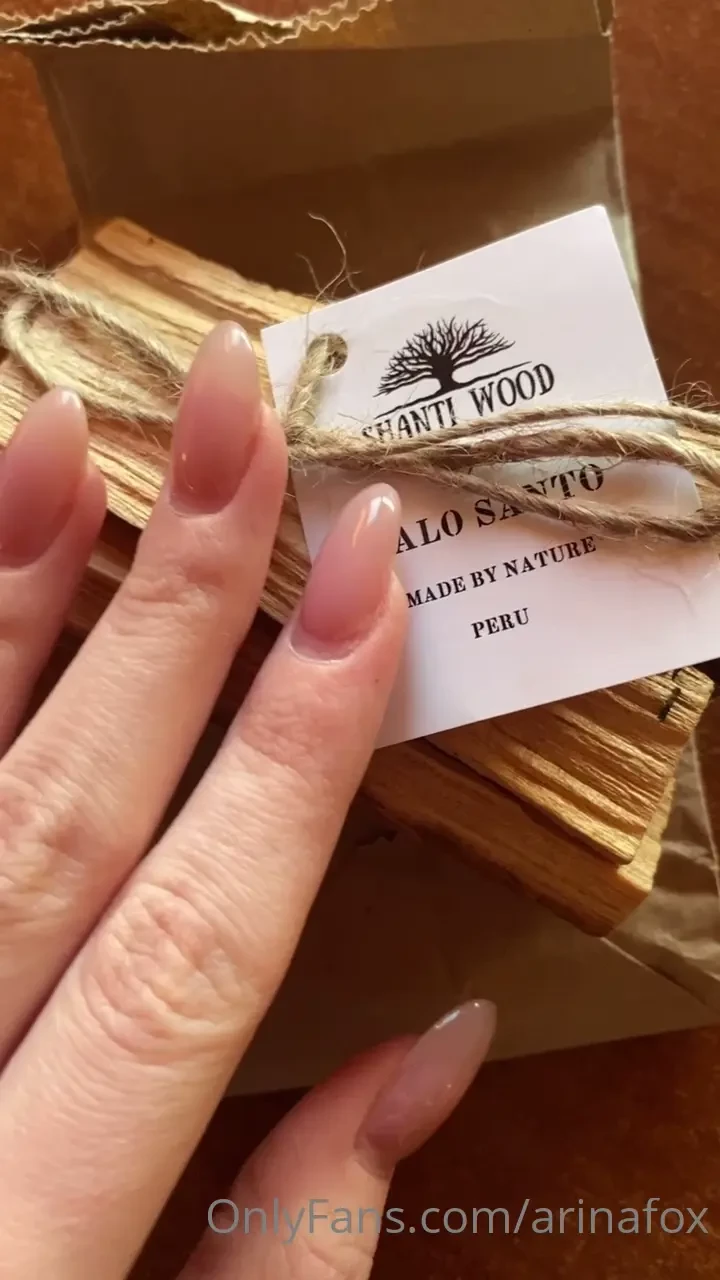 SHANTI WOOD
ALO SANTO
MADE BY NATURE
PERU
OnlyFans.com/arinafox